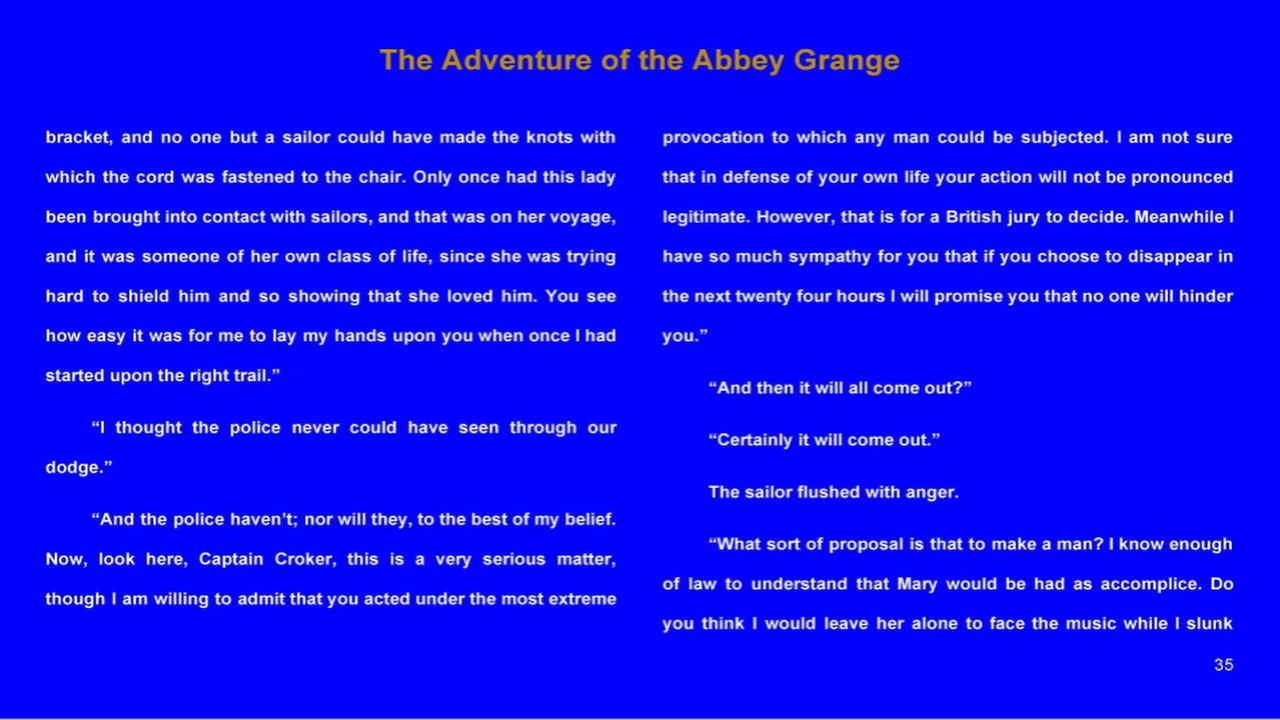 The Adventure of the Abbey Grange
bracket, and no one but a sailor could have made the knots with
which the cord was fastened to the chair. Only once had this lady
been brought into contact with sailors, and that was on her voyage,
and it was someone of her own class of life, since she was trying
hard to shield him and so showing that she loved him. You see
how easy it was for me to lay my hands upon you when once I had
started upon the right trail.”
“I thought the police never could have seen through our
dodge.”
“And the police haven’t; nor will they, to the best of my belief.
Now, look here, Captain Croker, this is a very serious matter,
though I am willing to admit that you acted under the most extreme
provocation to which any man could be subjected. I am not sure
that in defense of your own life your action will not be pronounced
legitimate. However, that is for a British jury to decide. Meanwhile I
have so much sympathy for you that if you choose to disappear in
the next twenty four hours I will promise you that no one will hinder
you.”
“And then it will all come out?”
“Certainly it will come out.”
The sailor flushed with anger.
“What sort of proposal is that to make a man? I know enough
of law to understand that Mary would be had as accomplice. Do
you think I would leave her alone to face the music while I slunk
35